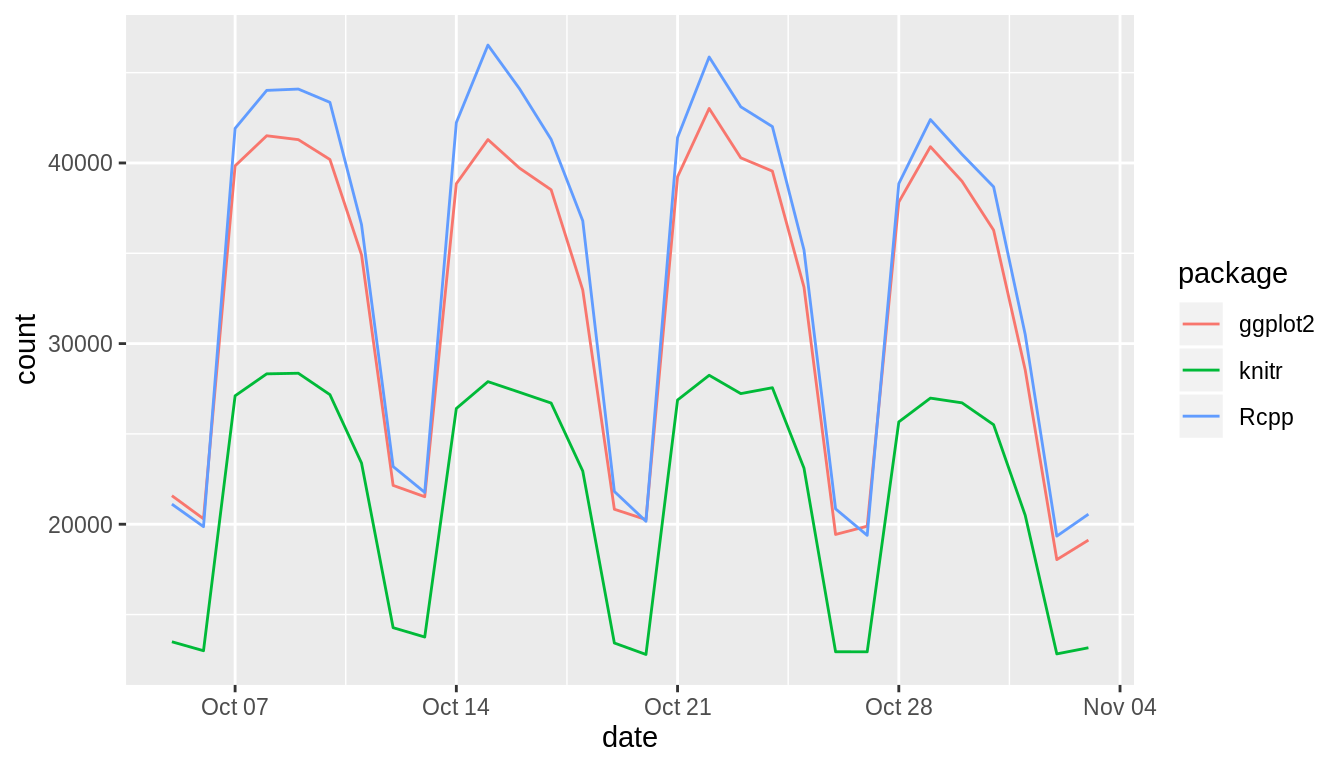 count
40000
30000
20000
Oct 07
Oct 14
Oct 21
Oct 28
Nov 04
date
package
ggplot2
knitr
Rcpp